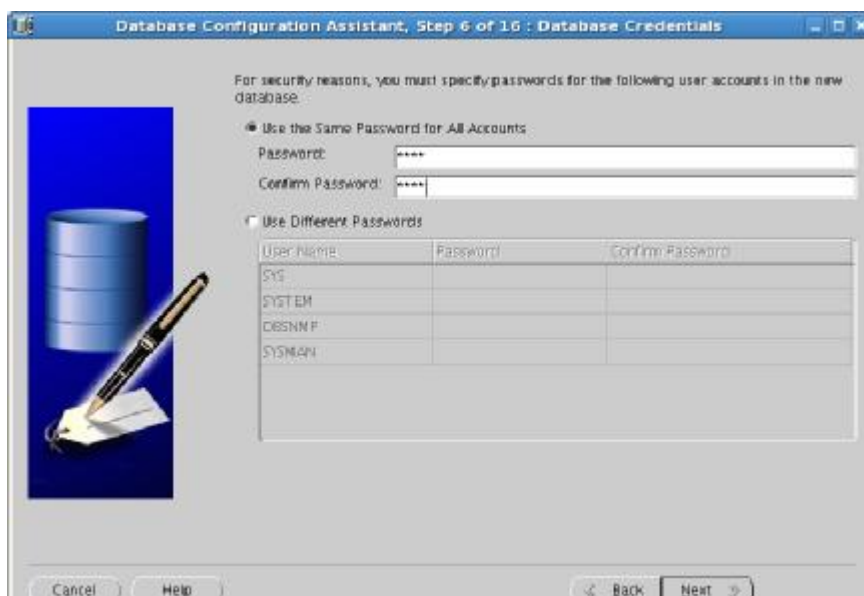 Database Configuration Assistant, Step 6 of 16 : Database Credentials
For security reasons, you must specify passwords for the following user accounts in the new
database.
Use the Same Password for All Accounts
Password: ****
Confirm Password: ****
Use Different Passwords
User Name Password Confirm Password
SYS
SYSTEM
DBSNMP
SYSMAN
Cancel Help Back Next